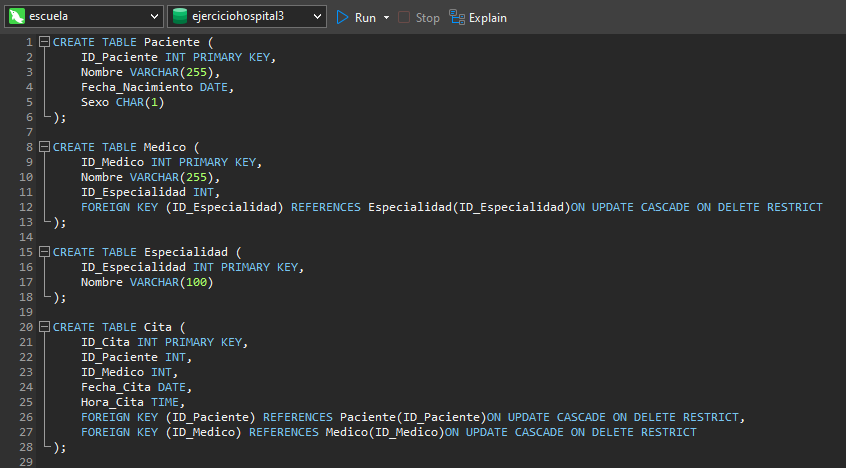 escuela ejerciciohospital3 Run Stop Explain
1 CREATE TABLE Paciente (
2 ID_Paciente INT PRIMARY KEY,
3 Nombre VARCHAR(255),
4 Fecha_Nacimiento DATE,
5 Sexo CHAR(1)
6 );
7
8 CREATE TABLE Medico (
9 ID_Medico INT PRIMARY KEY,
10 Nombre VARCHAR(255),
11 ID_Especialidad INT,
12 FOREIGN KEY (ID_Especialidad) REFERENCES Especialidad(ID_Especialidad)ON UPDATE CASCADE ON DELETE RESTRICT
13 );
14
15 CREATE TABLE Especialidad (
16 ID_Especialidad INT PRIMARY KEY,
17 Nombre VARCHAR(100)
18 );
19
20 CREATE TABLE Cita (
21 ID_Cita INT PRIMARY KEY,
22 ID_Paciente INT,
23 ID_Medico INT,
24 Fecha_Cita DATE,
25 Hora_Cita TIME,
26 FOREIGN KEY (ID_Paciente) REFERENCES Paciente(ID_Paciente)ON UPDATE CASCADE ON DELETE RESTRICT,
27 FOREIGN KEY (ID_Medico) REFERENCES Medico(ID_Medico)ON UPDATE CASCADE ON DELETE RESTRICT
28 );
29